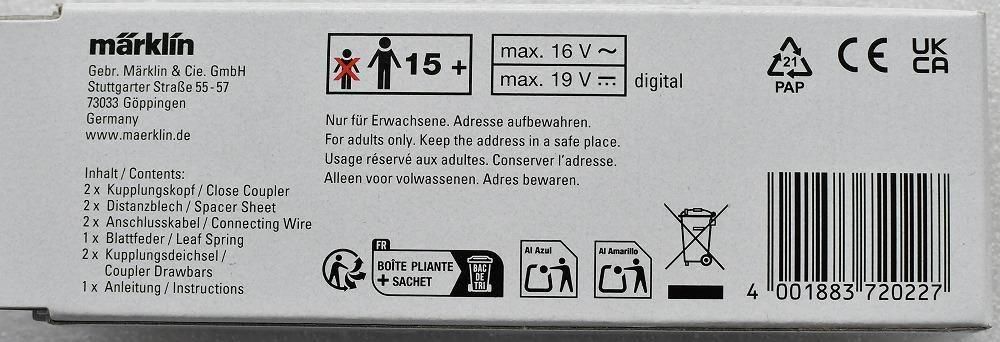 märklin
Gebr. Märklin & Cie. GmbH
Stuttgarter Straße 55-57
73033 Göppingen
Germany
www.maerklin.de
Inhalt / Contents:
2 x Kupplungskopf / Close Coupler
2 x Distanzblech / Spacer Sheet
2 x Anschlusskabel / Connecting Wire
1 x Blattfeder / Leaf Spring
2 x Kupplungsdeichsel /
Coupler Drawbars
1 x Anleitung / Instructions
15 +
max. 16 V ~
max. 19 V ⎓ digital
Nur für Erwachsene. Adresse aufbewahren.
For adults only. Keep the address in a safe place.
Usage réservé aux adultes. Conserver l'adresse.
Alleen voor volwassenen. Adres bewaren.
FR
BOÎTE PLIANTE
+ SACHET
BAC
DE
TRI
Al Azul
Al Amarillo
21
PAP
CE
UK
CA
4 001883 720227